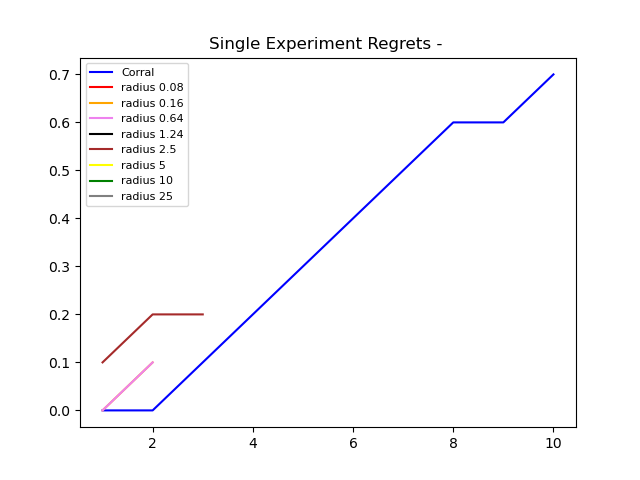 Single Experiment Regrets -
0.7
0.6
0.5
0.4
0.3
0.2
0.1
0.0
Corral
radius 0.08
radius 0.16
radius 0.64
radius 1.24
radius 2.5
radius 5
radius 10
radius 25
2 4 6 8 10